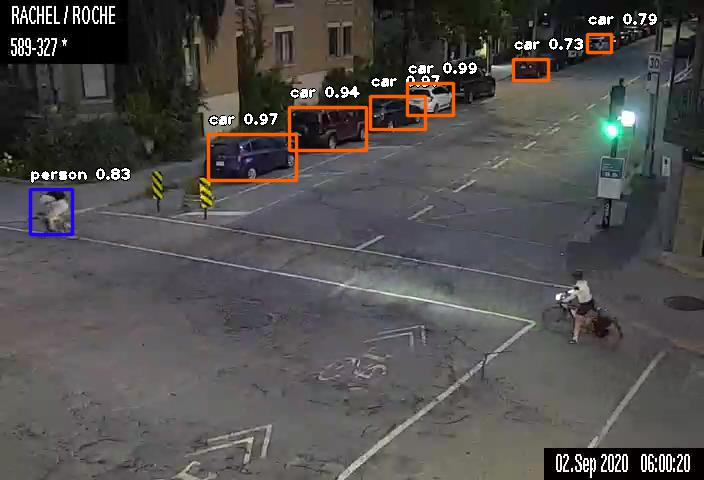 RACHEL / ROCHE
589-327 *
car 0.79
car 0.73
car 0.99
car 0.97
car 0.94
car 0.97
person 0.83
30
02.Sep 2020 06:00:20